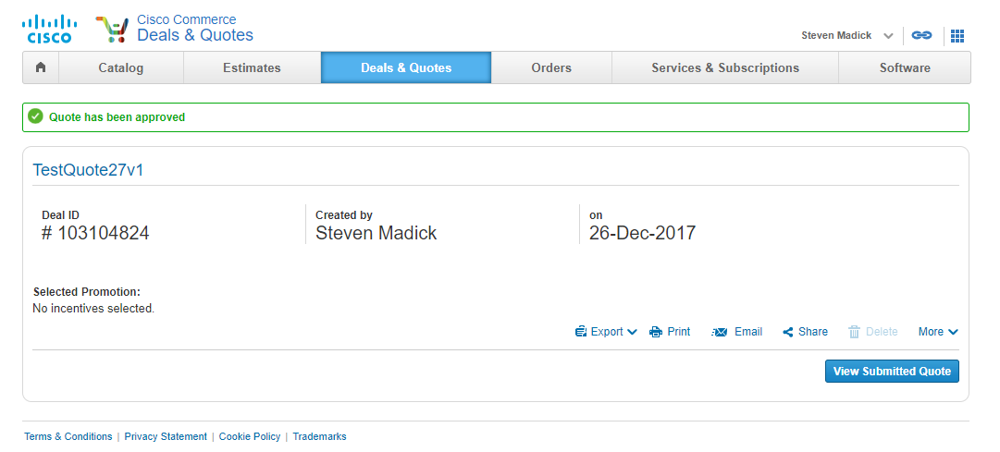 CISCO
Cisco Commerce
Deals & Quotes
Steven Madick
Catalog
Estimates
Deals & Quotes
Orders
Services & Subscriptions
Software
Quote has been approved
TestQuote27v1
Deal ID
# 103104824
Created by
Steven Madick
on
26-Dec-2017
Selected Promotion:
No incentives selected.
Export
Print
Email
Share
Delete
More
View Submitted Quote
Terms & Conditions | Privacy Statement | Cookie Policy | Trademarks